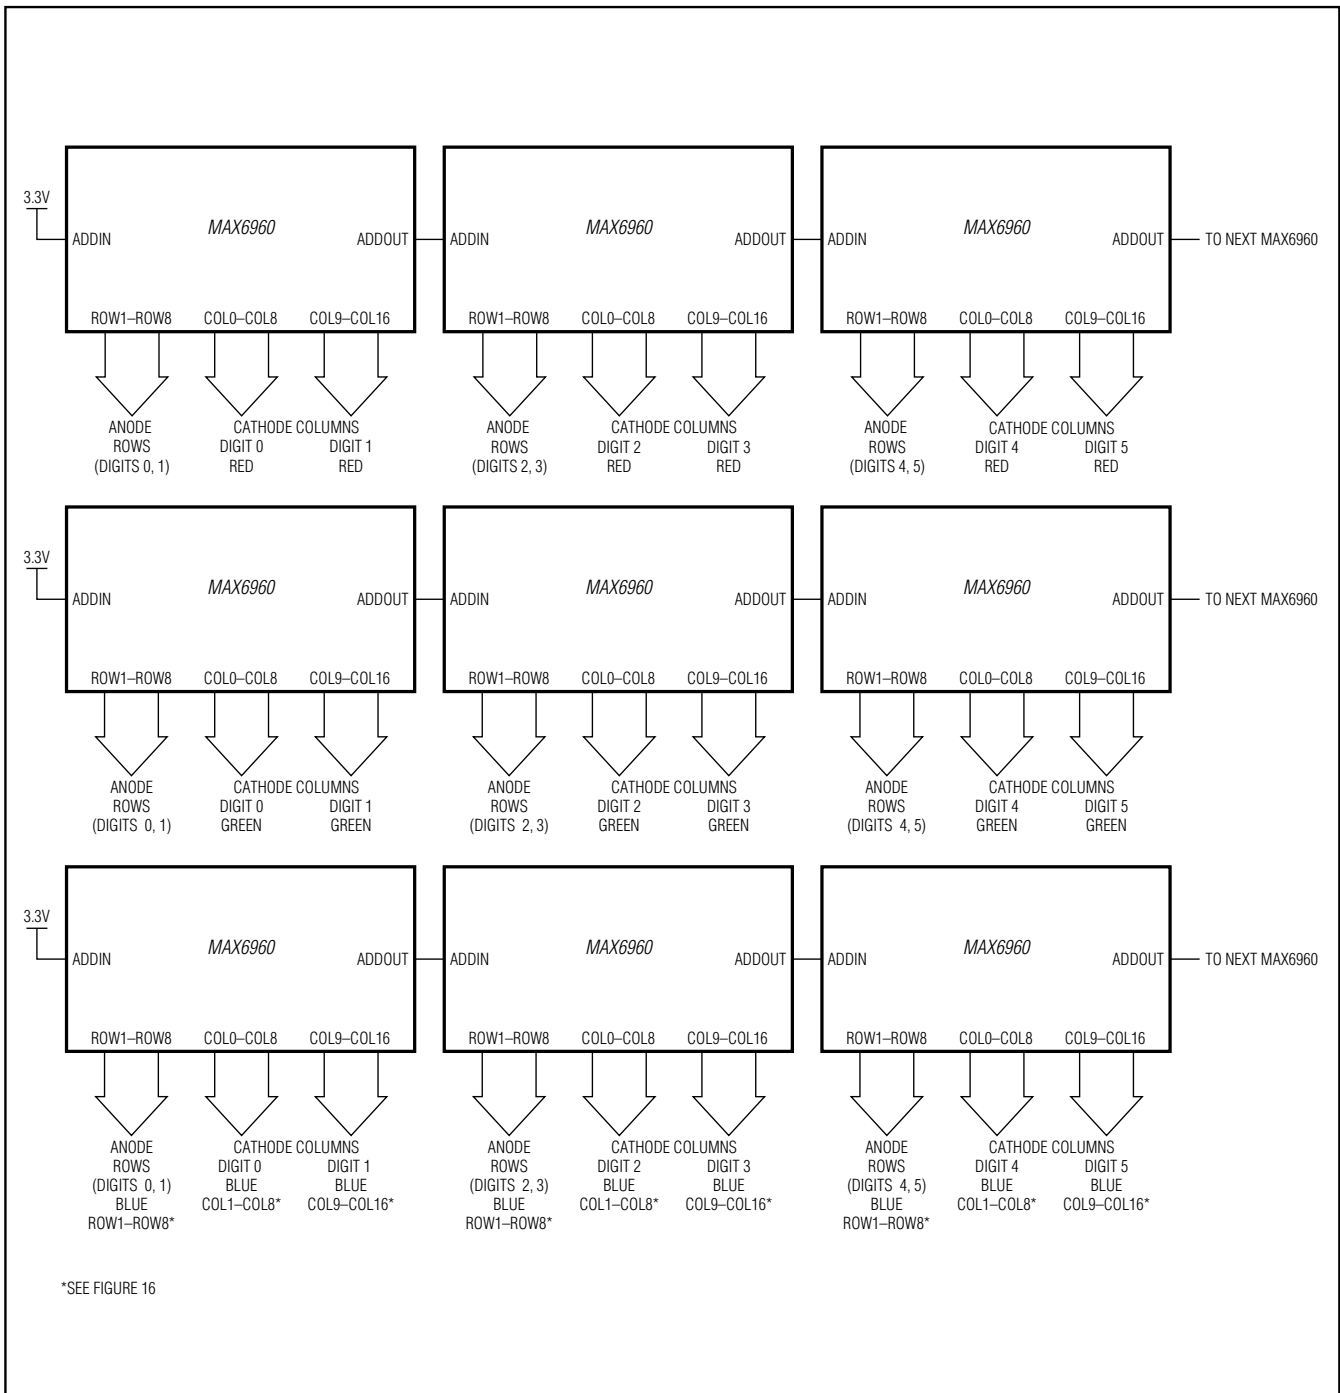 3.3V
ADDIN MAX6960 ADDOUT ADDIN MAX6960 ADDOUT ADDIN MAX6960 ADDOUT TO NEXT MAX6960
ROW1–ROW8 COL0–COL8 COL9–COL16 ROW1–ROW8 COL0–COL8 COL9–COL16 ROW1–ROW8 COL0–COL8 COL9–COL16
ANODE CATHODE COLUMNS ANODE CATHODE COLUMNS ANODE CATHODE COLUMNS
ROWS DIGIT 0 DIGIT 1 ROWS DIGIT 2 DIGIT 3 ROWS DIGIT 4 DIGIT 5
(DIGITS 0, 1) RED RED (DIGITS 2, 3) RED RED (DIGITS 4, 5) RED RED
3.3V
ADDIN MAX6960 ADDOUT ADDIN MAX6960 ADDOUT ADDIN MAX6960 ADDOUT TO NEXT MAX6960
ROW1–ROW8 COL0–COL8 COL9–COL16 ROW1–ROW8 COL0–COL8 COL9–COL16 ROW1–ROW8 COL0–COL8 COL9–COL16
ANODE CATHODE COLUMNS ANODE CATHODE COLUMNS ANODE CATHODE COLUMNS
ROWS DIGIT 0 DIGIT 1 ROWS DIGIT 2 DIGIT 3 ROWS DIGIT 4 DIGIT 5
(DIGITS 0, 1) GREEN GREEN (DIGITS 2, 3) GREEN GREEN (DIGITS 4, 5) GREEN GREEN
3.3V
ADDIN MAX6960 ADDOUT ADDIN MAX6960 ADDOUT ADDIN MAX6960 ADDOUT TO NEXT MAX6960
ROW1–ROW8 COL0–COL8 COL9–COL16 ROW1–ROW8 COL0–COL8 COL9–COL16 ROW1–ROW8 COL0–COL8 COL9–COL16
ANODE CATHODE COLUMNS ANODE CATHODE COLUMNS ANODE CATHODE COLUMNS
ROWS DIGIT 0 DIGIT 1 ROWS DIGIT 2 DIGIT 3 ROWS DIGIT 4 DIGIT 5
(DIGITS 0, 1) BLUE BLUE (DIGITS 2, 3) BLUE BLUE (DIGITS 4, 5) BLUE BLUE
BLUE COL1–COL8* COL9–COL16* BLUE COL1–COL8* COL9–COL16* BLUE COL1–COL8* COL9–COL16*
ROW1–ROW8* ROW1–ROW8* ROW1–ROW8*
*SEE FIGURE 16